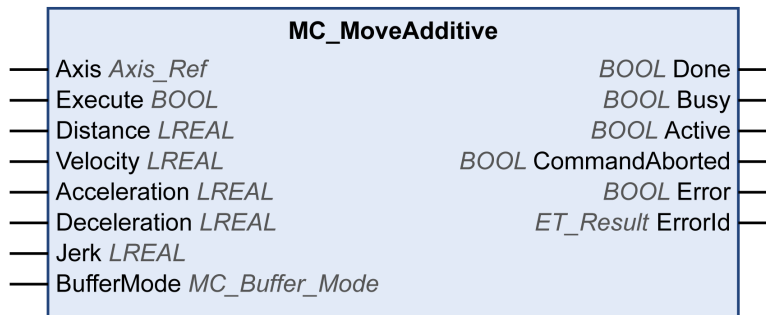 MC_MoveAdditive
Axis Axis_Ref BOOL Done
Execute BOOL BOOL Busy
Distance LREAL BOOL Active
Velocity LREAL BOOL CommandAborted
Acceleration LREAL BOOL Error
Deceleration LREAL ET_Result ErrorId
Jerk LREAL
BufferMode MC_Buffer_Mode